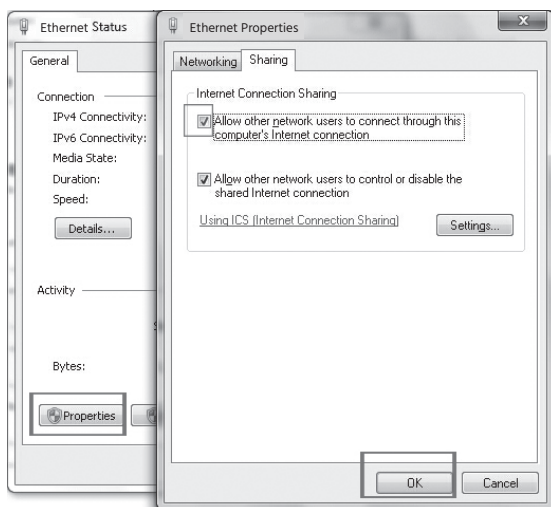 Ethernet Status
General
Connection
IPv4 Connectivity:
IPv6 Connectivity:
Media State:
Duration:
Speed:
Details...
Activity
Bytes:
Properties
Ethernet Properties
Networking
Sharing
Internet Connection Sharing
Allow other network users to connect through this
computer's Internet connection
Allow other network users to control or disable the
shared Internet connection
Using ICS (Internet Connection Sharing)
Settings...
OK
Cancel